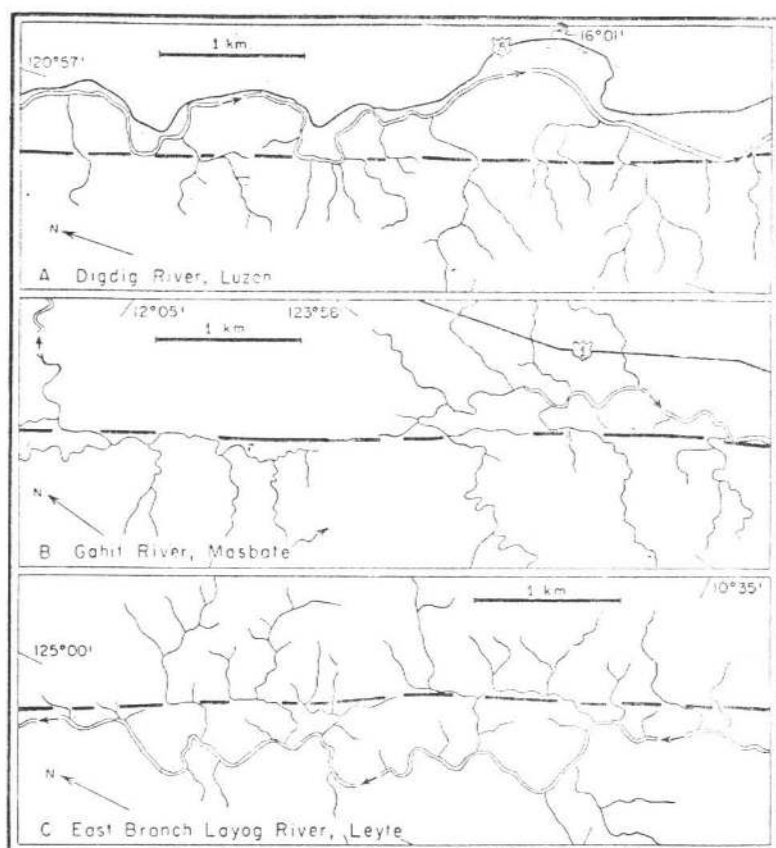 1 km.
16°01'
120°57'
N
A Digdig River, Luzon
12°05'
123°56'
1 km
1
N
B Gahit River, Masbate
10°35'
1 km
125°00'
N
C East Branch Layog River, Leyte